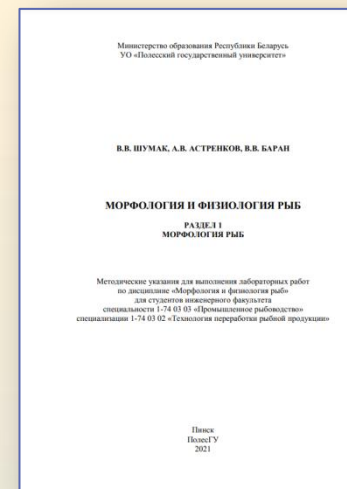 Министерство образования Республики Беларусь
УО «Полесский государственный университет»
В.В. ШУМАК, А.В. АСТРЕНКОВ, В.В. БАРАН
МОРФОЛОГИЯ И ФИЗИОЛОГИЯ РЫБ
РАЗДЕЛ 1
МОРФОЛОГИЯ РЫБ
Методические указания для выполнения лабораторных работ
по дисциплине «Морфология и физиология рыб»
для студентов инженерного факультета
специальности 1-74 03 03 «Промышленное рыбоводство»
специализации 1-74 03 02 «Технология переработки рыбной продукции»
Пинск
ПолесГУ
2021